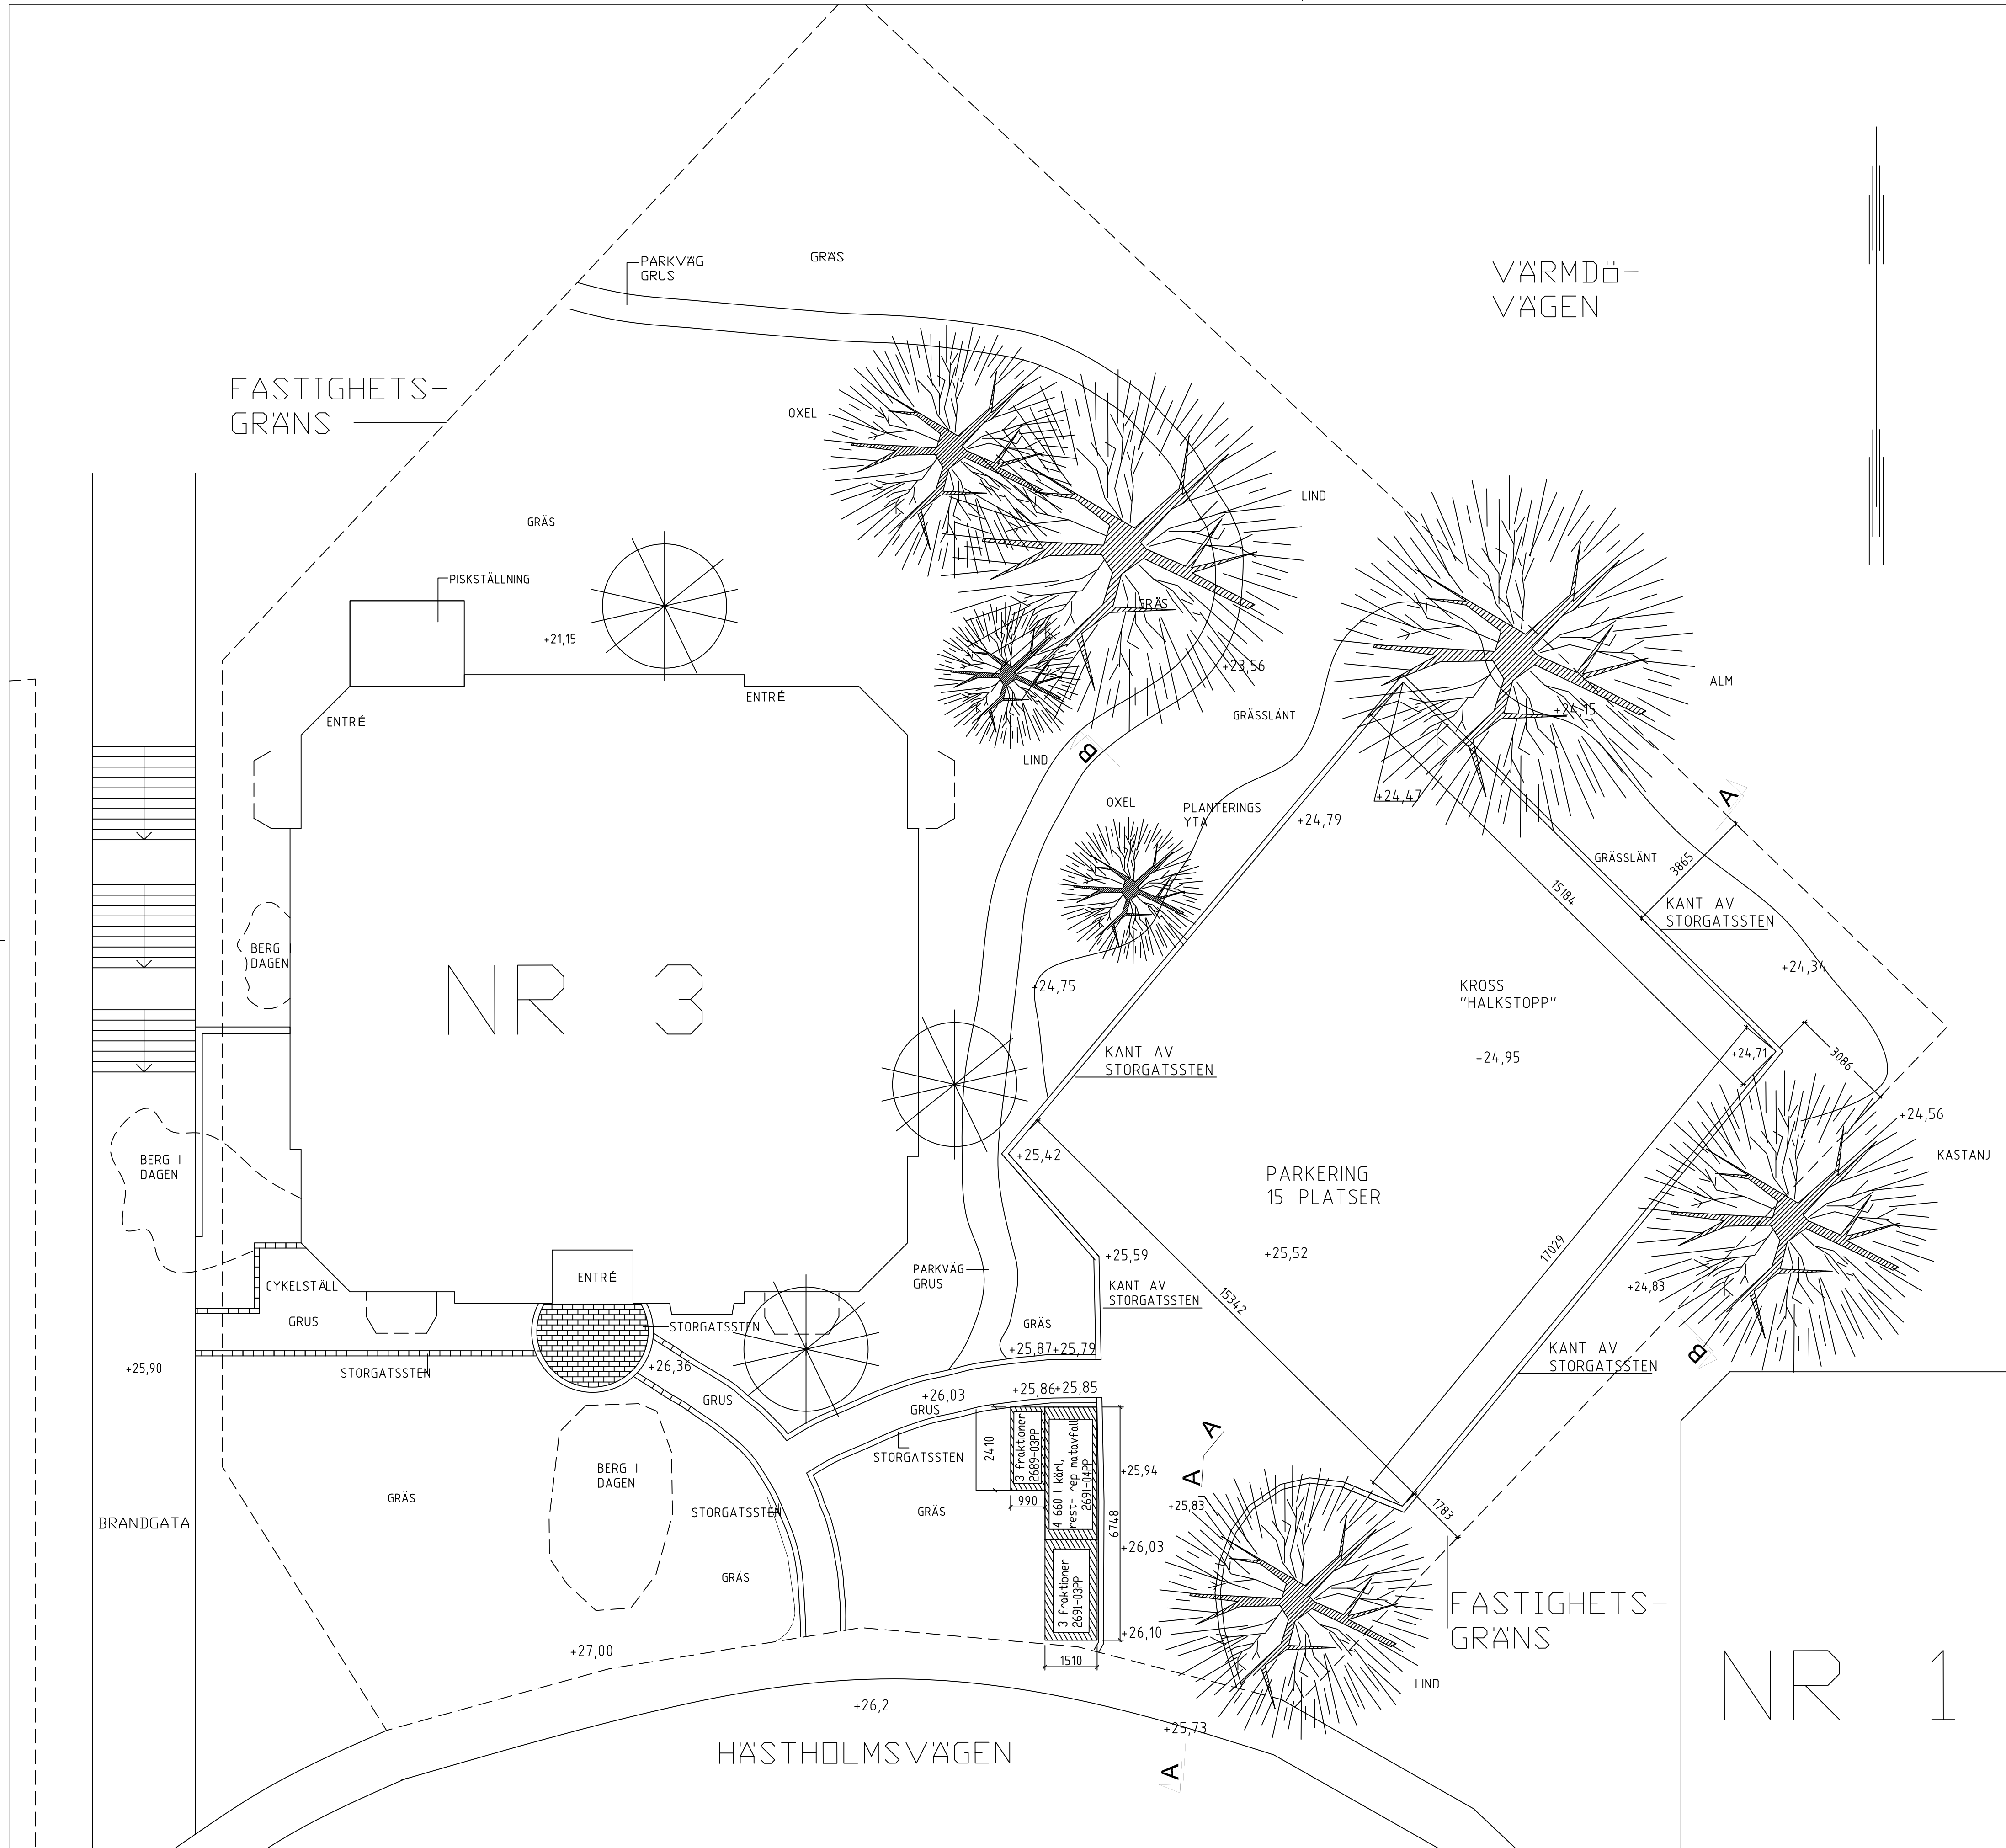 PARKVÄG
GRUS
GRÄS
VÄRMDÖ-
VÄGEN
FASTIGHETS-
GRÄNS
OXEL
LIND
GRÄS
PISKSTÄLLNING
GRÄS
+21,15
+23,56
ALM
ENTRÉ
ENTRÉ
+24,15
GRÄSSLÄNT
B
LIND
A
+24,47
OXEL
PLANTERINGS-
YTA
+24,79
GRÄSSLÄNT
3865
15184
KANT AV
STORGATSSTEN
BERG I
DAGEN
NR 3
+24,75
+24,34
KROSS
"HALKSTOPP"
+24,95
KANT AV
STORGATSSTEN
+24,71
3086
+24,56
KASTANJ
BERG I
DAGEN
+25,42
PARKERING
15 PLATSER
+25,52
17029
+25,59
PARKVÄG
GRUS
ENTRÉ
CYKELSTÄLL
GRUS
KANT AV
STORGATSSTEN
15342
+24,83
STORGATSSTEN
GRÄS
+25,87
+25,79
B
KANT AV
STORGATSSTEN
+25,90
STORGATSSTEN
+26,36
GRUS
+26,03
GRUS
+25,86
+25,85
A
STORGATSSTEN
2410
3 fraktioner
2689-03PP
4 660 l kärl,
rest- rep matavfall
2691-04PP
+25,94
A
BERG I
DAGEN
GRÄS
990
+25,83
1783
BRANDGATA
STORGATSSTEN
GRÄS
6748
+26,03
GRÄS
3 fraktioner
2691-03PP
FASTIGHETS-
GRÄNS
+26,10
+27,00
1510
LIND
NR 1
+26,2
+25,73
HÄSTHOLMSVÄGEN
A